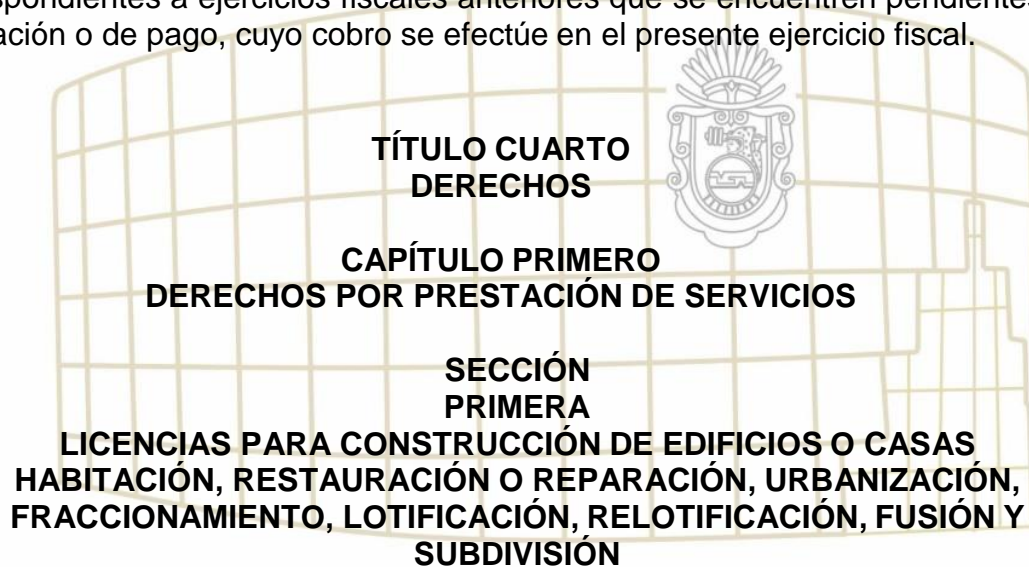 spondientes a ejercicios fiscales anteriores que se encuentren pendientes
ación o de pago, cuyo cobro se efectúe en el presente ejercicio fiscal.
TÍTULO CUARTO
DERECHOS
CAPÍTULO PRIMERO
DERECHOS POR PRESTACIÓN DE SERVICIOS
SECCIÓN
PRIMERA
LICENCIAS PARA CONSTRUCCIÓN DE EDIFICIOS O CASAS
HABITACIÓN, RESTAURACIÓN O REPARACIÓN, URBANIZACIÓN,
FRACCIONAMIENTO, LOTIFICACIÓN, RELOTIFICACIÓN, FUSIÓN Y
SUBDIVISIÓN